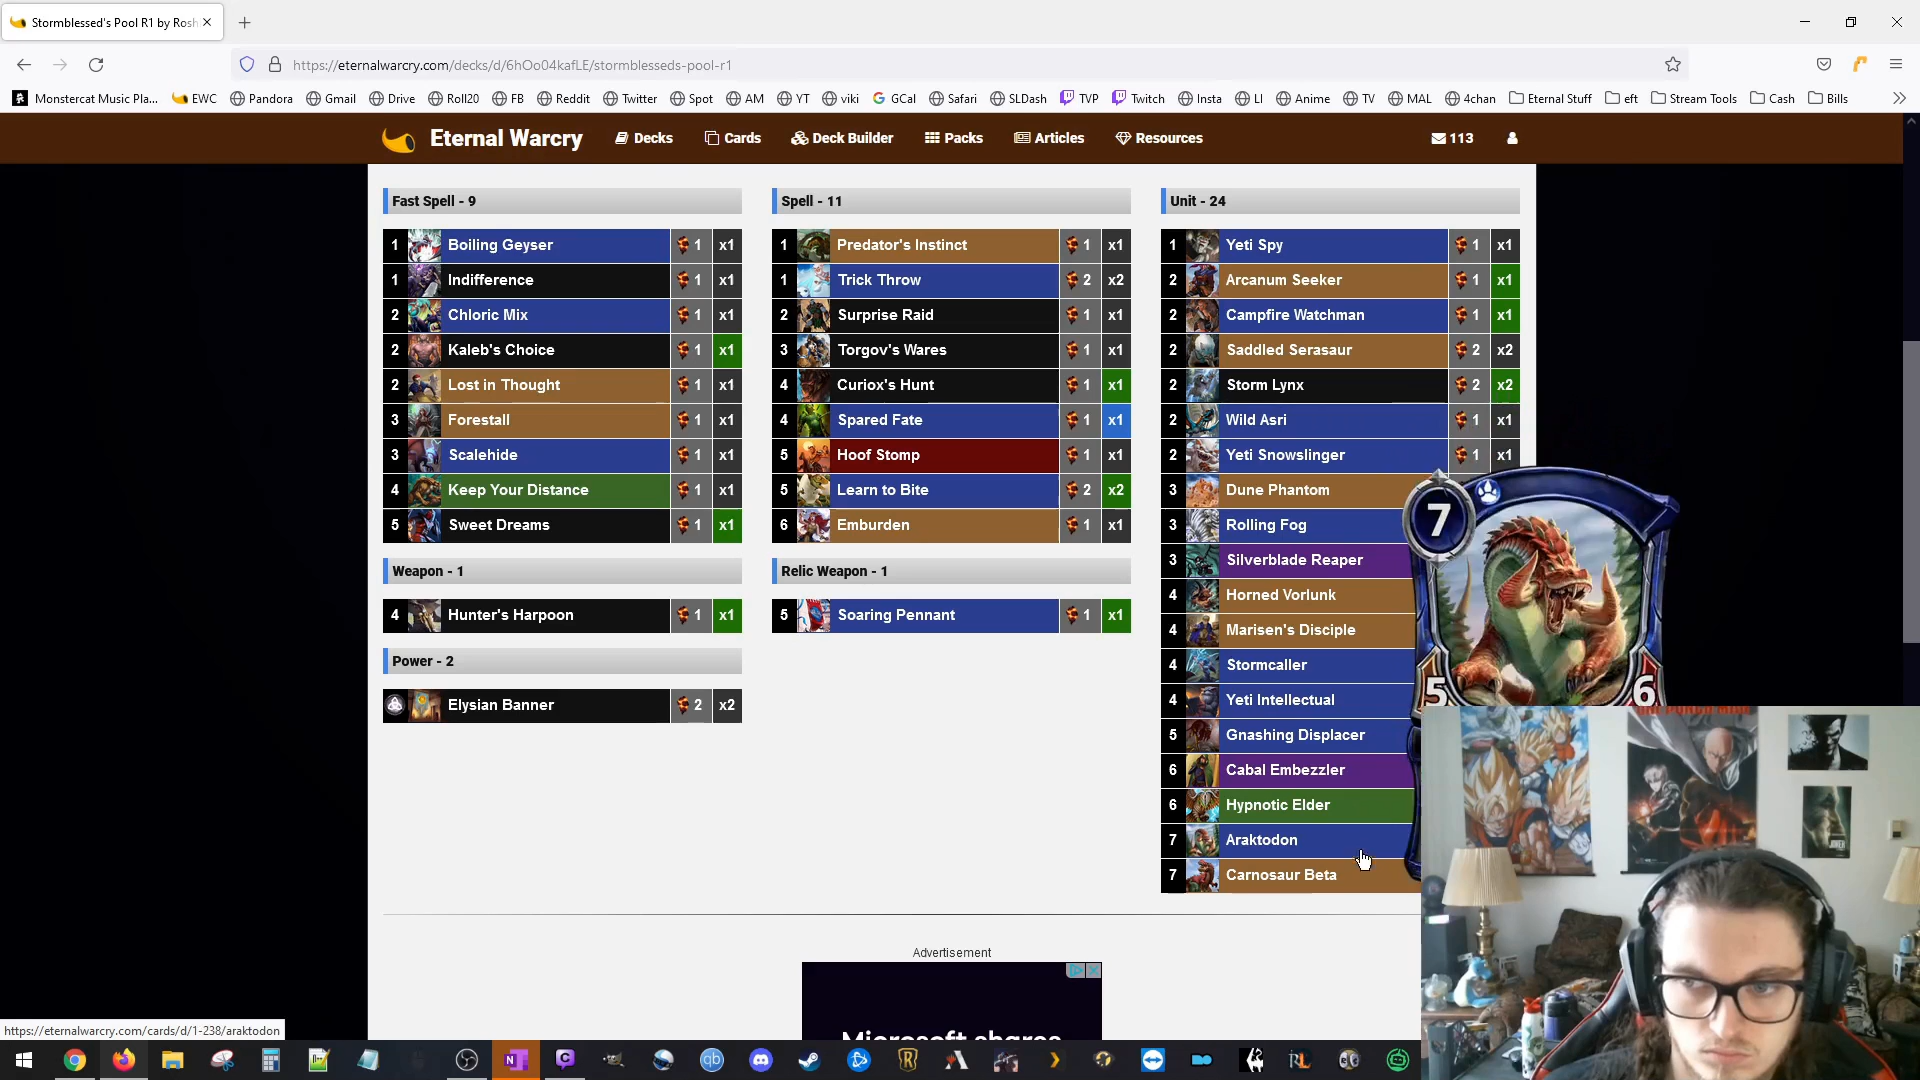 Stormblessed's Pool R1 by Rosh
https://eternalwarcry.com/decks/d/6hOo04kafLE/stormblesseds-pool-r1
Monstercat Music Pla... EWC Pandora Gmail Drive Roll20 FB Reddit Twitter Spot AM YT viki GCal Safari SLDash TVP Twitch Insta LI Anime TV MAL 4chan Eternal Stuff eft Stream Tools Cash Bills
Eternal Warcry Decks Cards Deck Builder Packs Articles Resources 113
Fast Spell - 9
1 Boiling Geyser 1 x1
1 Indifference 1 x1
2 Chloric Mix 1 x1
2 Kaleb's Choice 1 x1
2 Lost in Thought 1 x1
3 Forestall 1 x1
3 Scalehide 1 x1
4 Keep Your Distance 1 x1
5 Sweet Dreams 1 x1
Weapon - 1
4 Hunter's Harpoon 1 x1
Power - 2
Elysian Banner 2 x2
Spell - 11
1 Predator's Instinct 1 x1
1 Trick Throw 2 x2
2 Surprise Raid 1 x1
3 Torgov's Wares 1 x1
4 Curiox's Hunt 1 x1
4 Spared Fate 1 x1
5 Hoof Stomp 1 x1
5 Learn to Bite 2 x2
6 Emburden 1 x1
Relic Weapon - 1
5 Soaring Pennant 1 x1
Unit - 24
1 Yeti Spy 1 x1
2 Arcanum Seeker 1 x1
2 Campfire Watchman 1 x1
2 Saddled Serasaur 2 x2
2 Storm Lynx 2 x2
2 Wild Asri 1 x1
2 Yeti Snowslinger 1 x1
3 Dune Phantom
3 Rolling Fog
3 Silverblade Reaper
4 Horned Vorlunk
4 Marisen's Disciple
4 Stormcaller
4 Yeti Intellectual
5 Gnashing Displacer
6 Cabal Embezzler
6 Hypnotic Elder
7 Araktodon
7 Carnosaur Beta
7
5 6
Advertisement
Microsoft shares
https://eternalwarcry.com/cards/d/1-238/araktodon